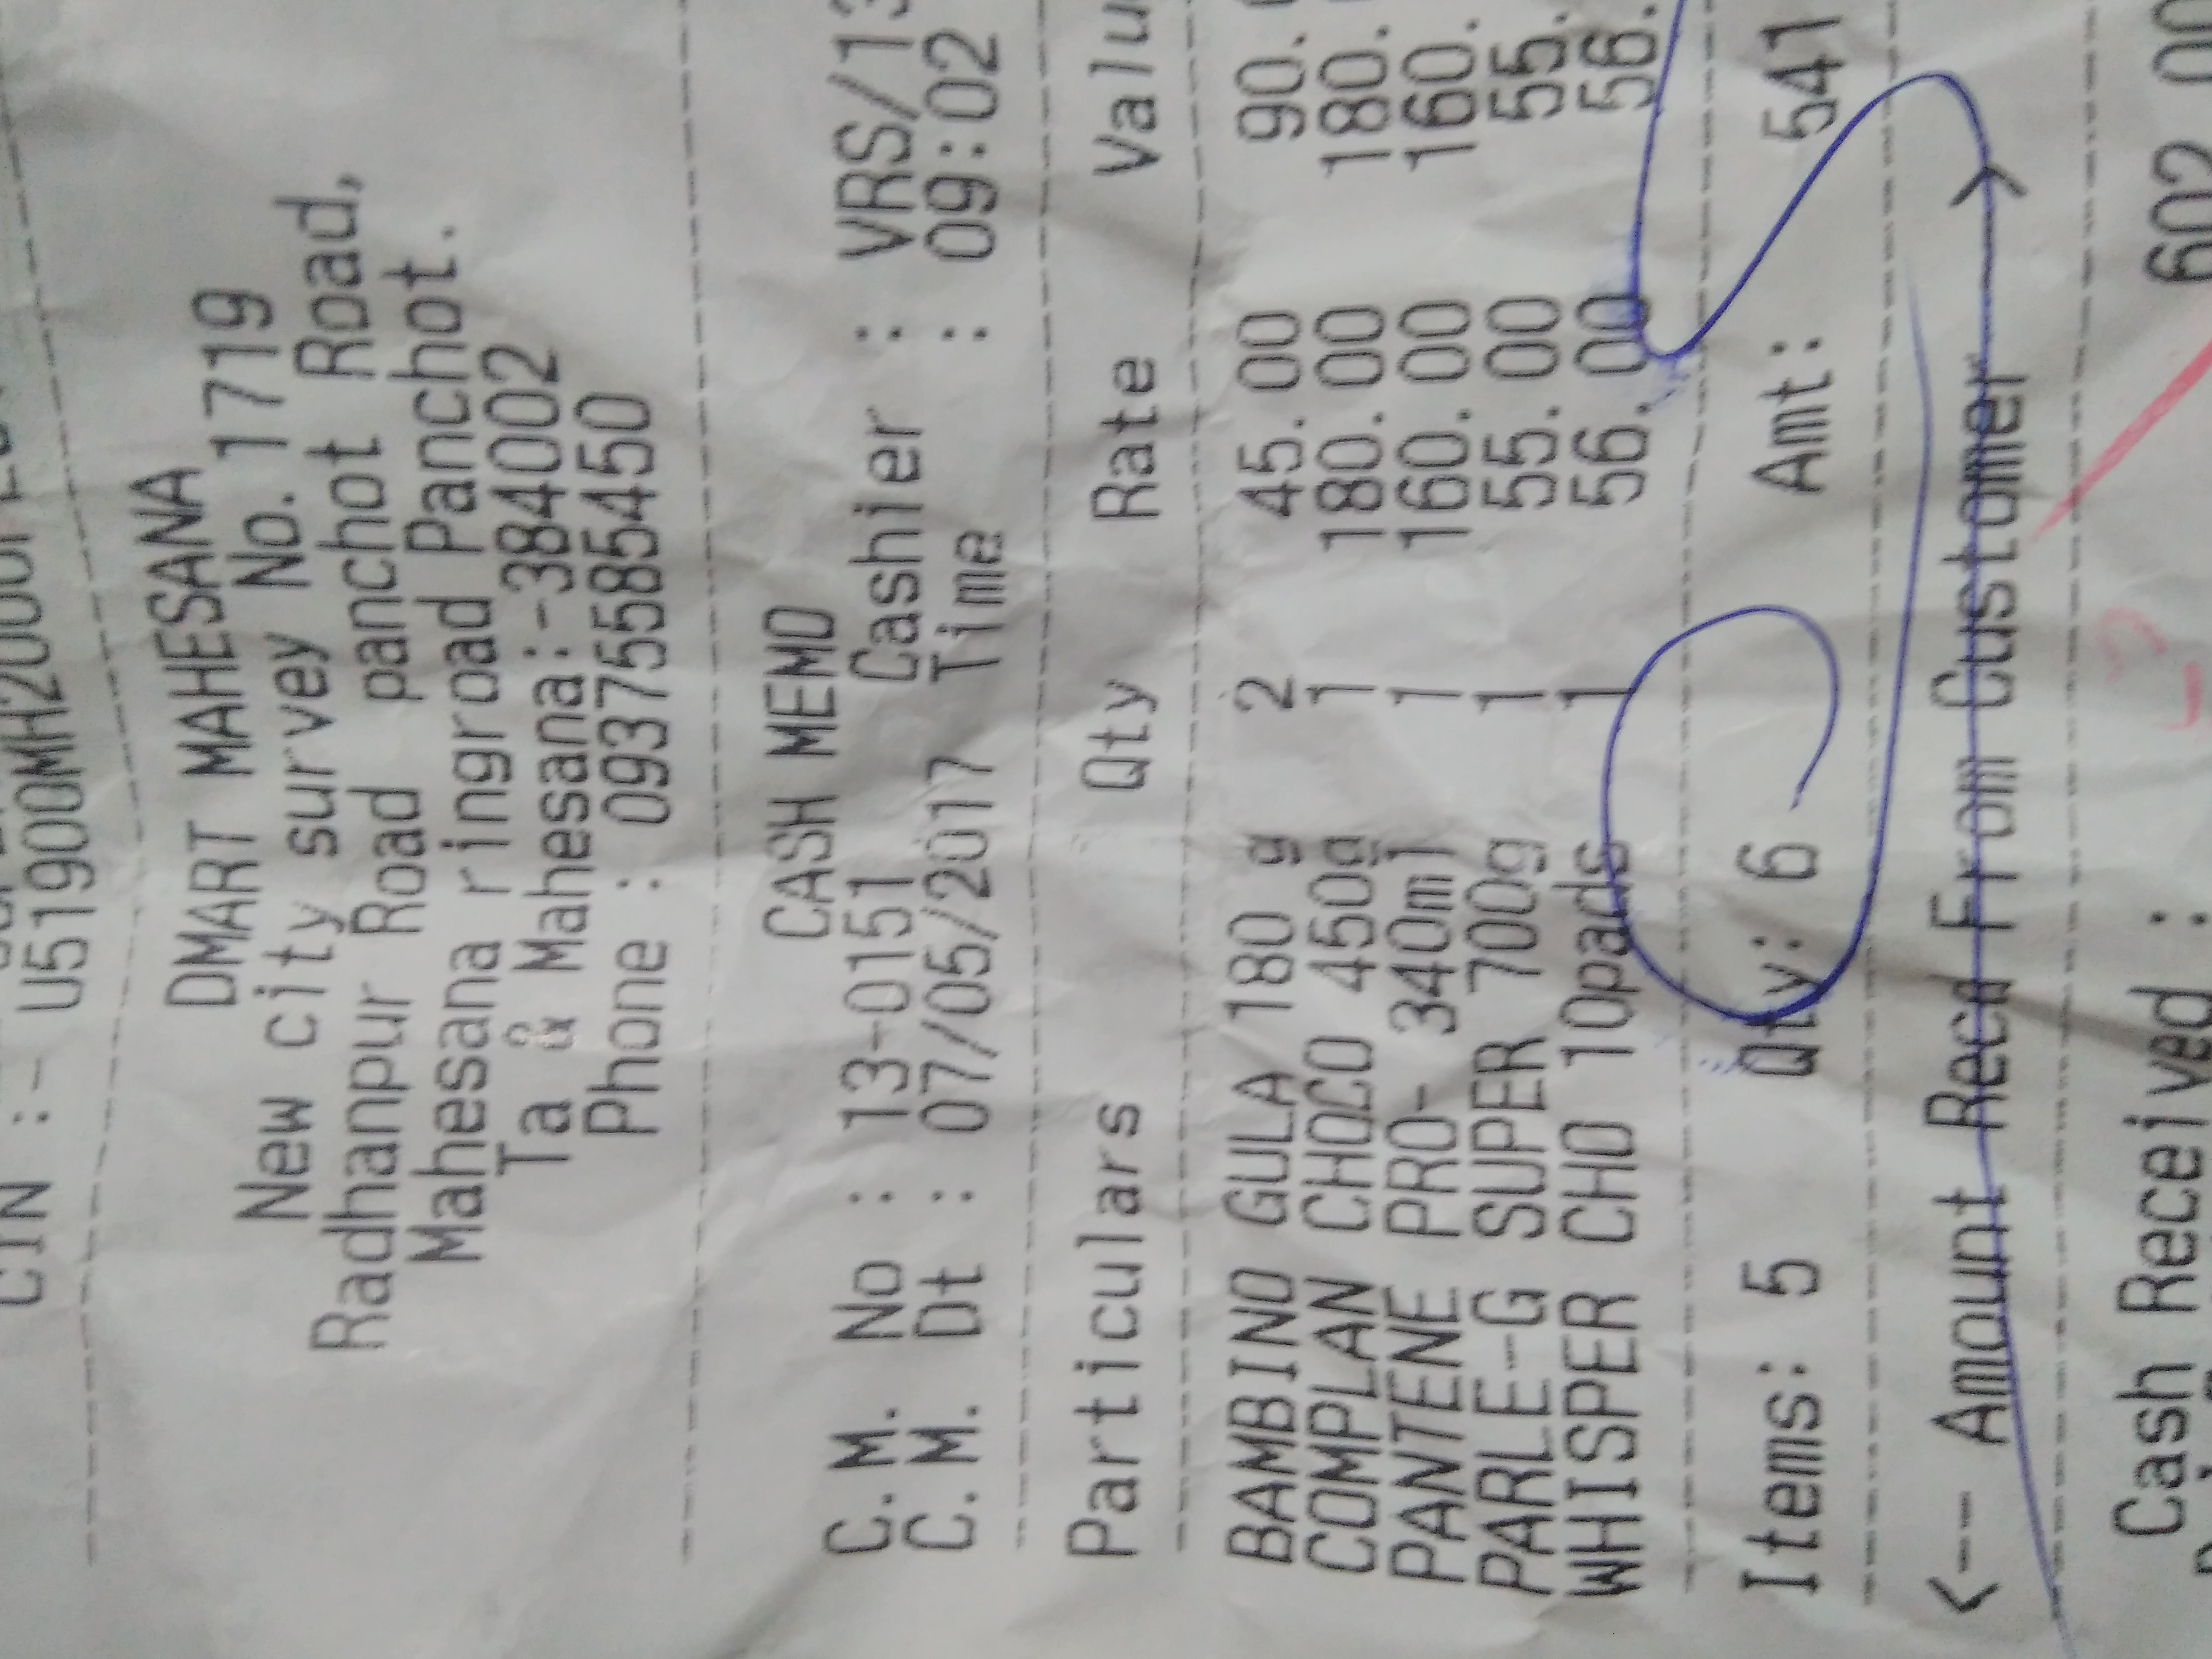 CIN :- U51900MH2000PLC
DMART MAHESANA
New city survey No. 1719
Radhanpur Road panchot Road,
Mahesana ringroad Panchot.
Ta & Mahesana:-384002
Phone : 09375585450
CASH MEMO
C.M. No : 13-0151 Cashier : VRS/13
C.M. Dt : 07/05/2017 Time : 09:02
Particulars Qty Rate Valu
BAMBINO GULA 180 g 2 45.00 90.
COMPLAN CHOCO 450g 1 180.00 180.
PANTENE PRO- 340ml 1 160.00 160.
PARLE-G SUPER 700g 1 55.00 55.
WHISPER CHO 10pads 1 56.00 56.
Items: 5 Qty: 6 Amt: 541
<-- Amount Recd From Customer -->
Cash Received : 602.00